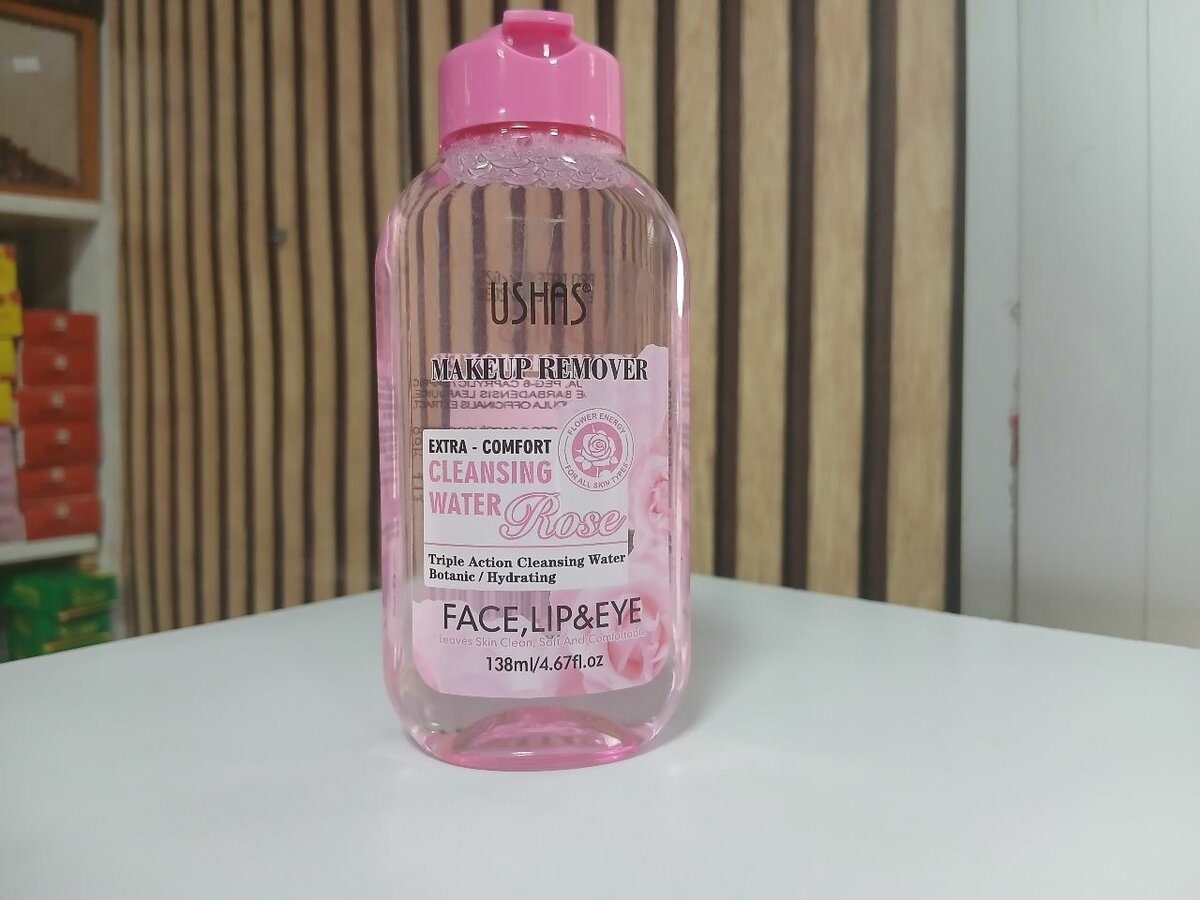 USHAS©
MAKEUP REMOVER
FLOWER ENERGY
FOR ALL SKIN TYPES
EXTRA - COMFORT
CLEANSING
WATER Rose
Triple Action Cleansing Water
Botanic / Hydrating
FACE,LIP&EYE
Leaves Skin Clean, Soft And Comfortable
138ml/4.67fl.oz